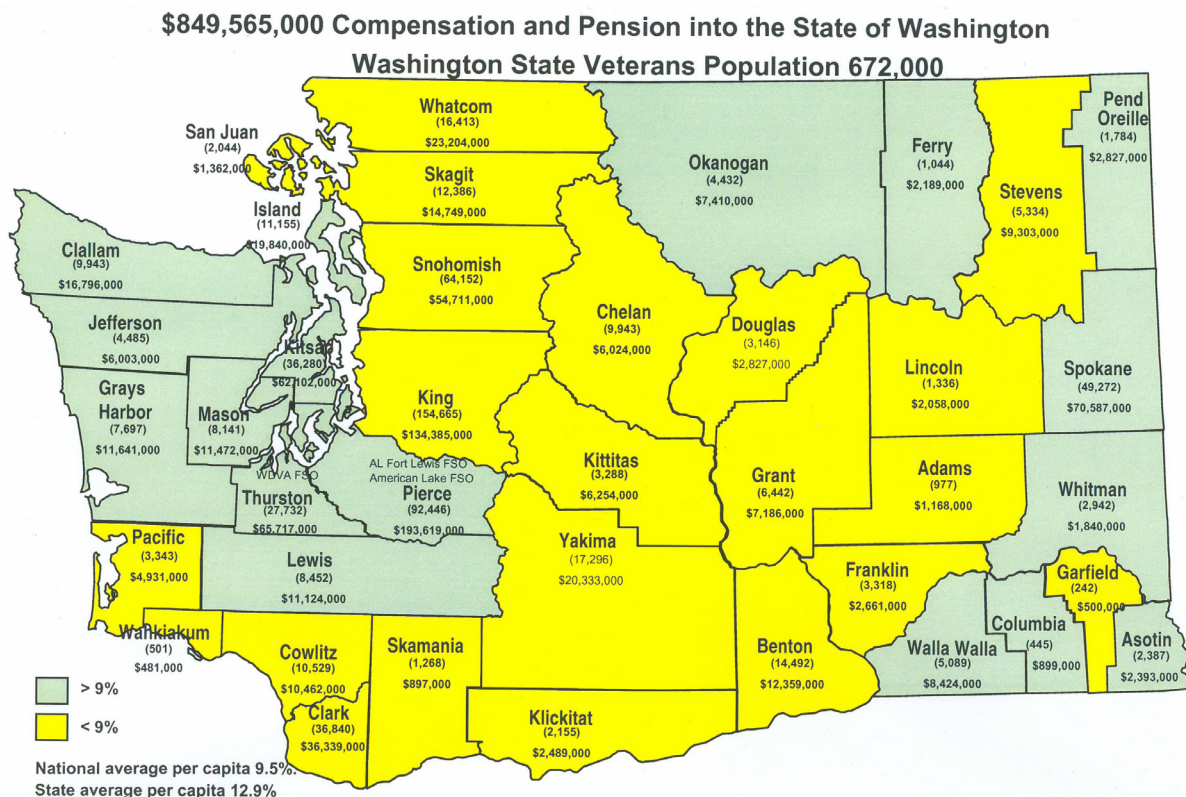 $849,565,000 Compensation and Pension into the State of Washington
Washington State Veterans Population 672,000
Whatcom
(16,413)
$23,204,000
San Juan
(2,044)
$1,362,000
Skagit
(12,386)
$14,749,000
Island
(11,155)
$19,840,000
Okanogan
(4,432)
$7,410,000
Ferry
(1,044)
$2,189,000
Pend
Oreille
(1,784)
$2,827,000
Stevens
(5,334)
$9,303,000
Clallam
(9,943)
$16,796,000
Snohomish
(64,152)
$54,711,000
Jefferson
(4,485)
$6,003,000
Kitsap
(36,280)
$62,102,000
Chelan
(9,943)
$6,024,000
Douglas
(3,146)
$2,827,000
Lincoln
(1,336)
$2,058,000
Spokane
(49,272)
$70,587,000
Grays
Harbor
(7,697)
$11,641,000
Mason
(8,141)
$11,472,000
King
(154,665)
$134,385,000
WDVA FSO
Thurston
(27,732)
$65,717,000
AL Fort Lewis FSO
American Lake FSO
Pierce
(92,446)
$193,619,000
Kittitas
(3,288)
$6,254,000
Grant
(6,442)
$7,186,000
Adams
(977)
$1,168,000
Whitman
(2,942)
$1,840,000
Pacific
(3,343)
$4,931,000
Lewis
(8,452)
$11,124,000
Yakima
(17,296)
$20,333,000
Franklin
(3,318)
$2,661,000
Garfield
(242)
$500,000
Wahkiakum
(501)
$481,000
Cowlitz
(10,529)
$10,462,000
Skamania
(1,268)
$897,000
Benton
(14,492)
$12,359,000
Walla Walla
(5,089)
$8,424,000
Columbia
(445)
$899,000
Asotin
(2,387)
$2,393,000
Clark
(36,840)
$36,339,000
Klickitat
(2,155)
$2,489,000
> 9%
< 9%
National average per capita 9.5%.
State average per capita 12.9%